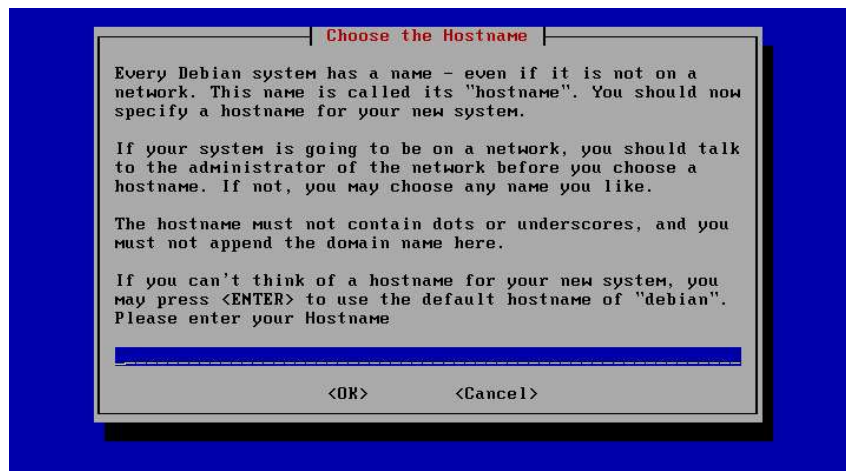 Choose the Hostname
Every Debian system has a name - even if it is not on a
network. This name is called its "hostname". You should now
specify a hostname for your new system.
If your system is going to be on a network, you should talk
to the administrator of the network before you choose a
hostname. If not, you may choose any name you like.
The hostname must not contain dots or underscores, and you
must not append the domain name here.
If you can't think of a hostname for your new system, you
may press <ENTER> to use the default hostname of "debian".
Please enter your Hostname
<OK> <Cancel>